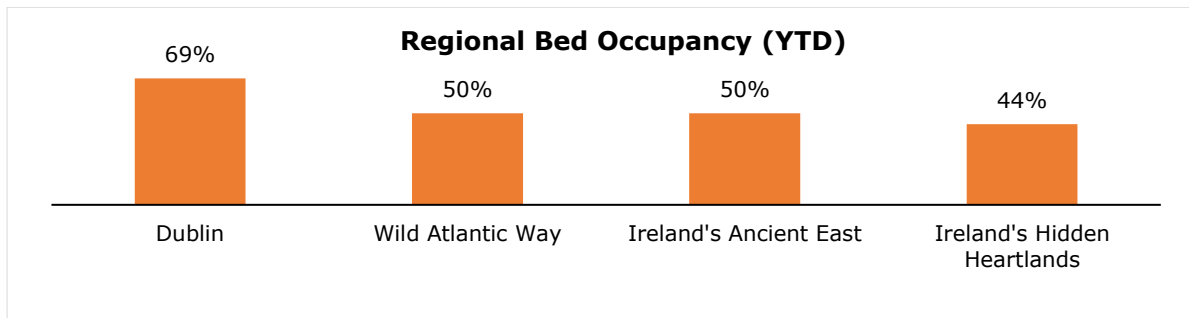 Regional Bed Occupancy (YTD)
69%
50%
50%
44%
Dublin
Wild Atlantic Way
Ireland's Ancient East
Ireland's Hidden
Heartlands